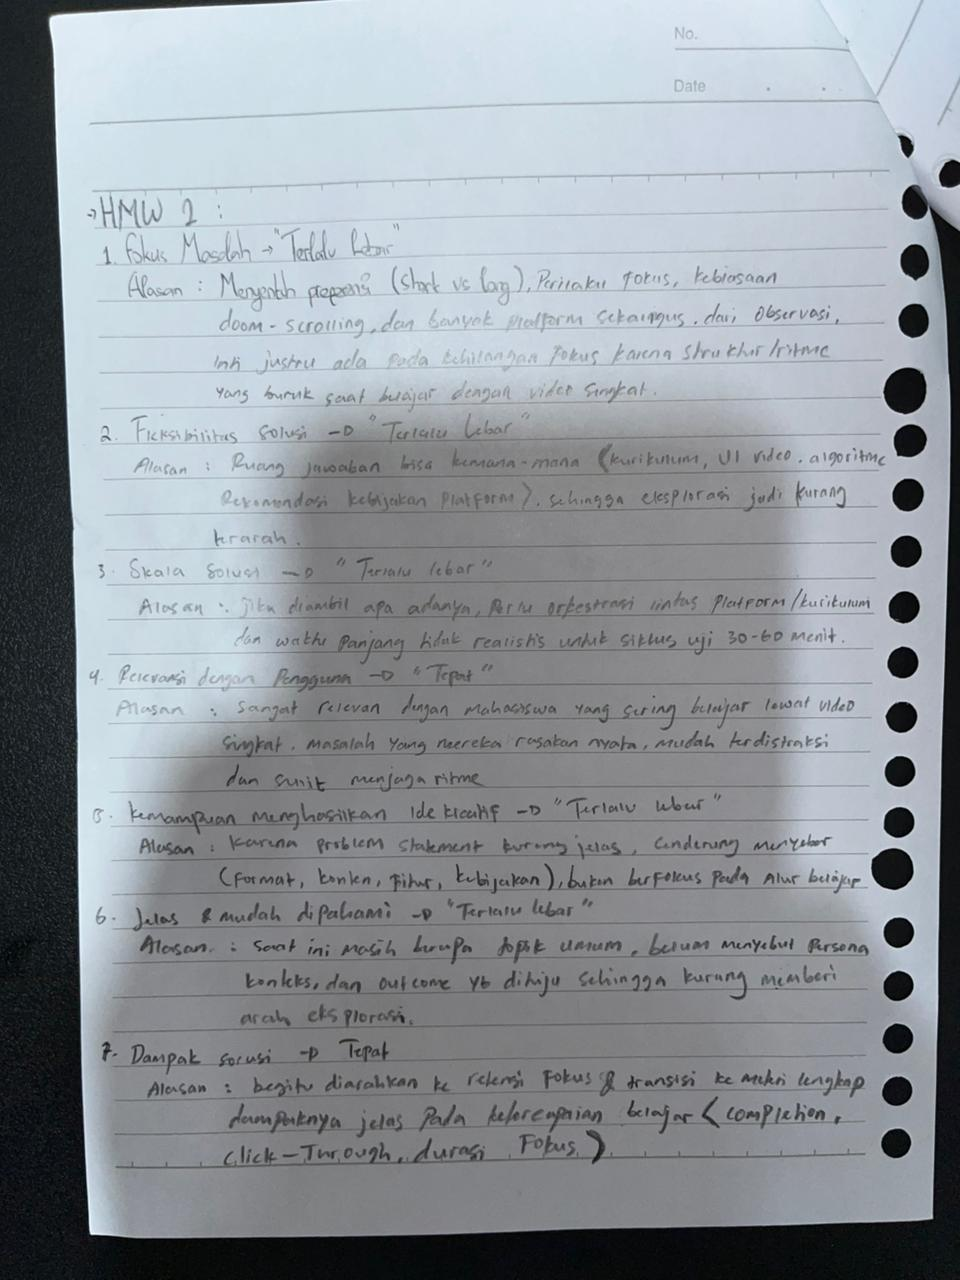 No.
Date
→HMW 2 :
1. Fokus Masalah → "Terlalu lebar"
Alasan : Menyentuh preferensi (short vs long), Perilaku fokus, kebiasaan
doom-scrolling, dan banyak platform sekaligus. dari observasi,
inti justru ada pada kehilangan fokus karena struktur/ritme
yang buruk saat belajar dengan video singkat.
2. Fleksibilitas solusi → "Terlalu lebar"
Alasan : Ruang jawaban bisa kemana-mana (kurikulum, UI video, algoritme
Rekomendasi kebijakan platform), sehingga eksplorasi jadi kurang
terarah.
3. Skala solusi → "Terlalu lebar"
Alasan : jika diambil apa adanya, Perlu orkestrasi lintas Platform/kurikulum
dan waktu panjang tidak realistis untuk siklus uji 30-60 menit.
4. Relevansi dengan Pengguna → "Tepat"
Alasan : Sangat relevan dengan mahasiswa yang sering belajar lewat video
singkat. masalah yang mereka rasakan nyata, mudah terdistraksi
dan sulit menjaga ritme
5. Kemampuan menghasilkan Ide kreatif → "Terlalu lebar"
Alasan : Karena problem statement kurang jelas, cenderung menyebar
(format, konten, fitur, kebijakan), bukan berfokus pada Alur belajar
6. Jelas & mudah dipahami → "Terlalu lebar"
Alasan : Saat ini masih berupa topik umum, belum menyebut Persona
konteks, dan outcome yg dituju sehingga kurang memberi
arah eksplorasi.
7. Dampak solusi → Tepat
Alasan : begitu diarahkan ke retensi Fokus & transisi ke materi lengkap
dampaknya jelas Pada ketercapaian belajar (completion,
click-Through, durasi Fokus)